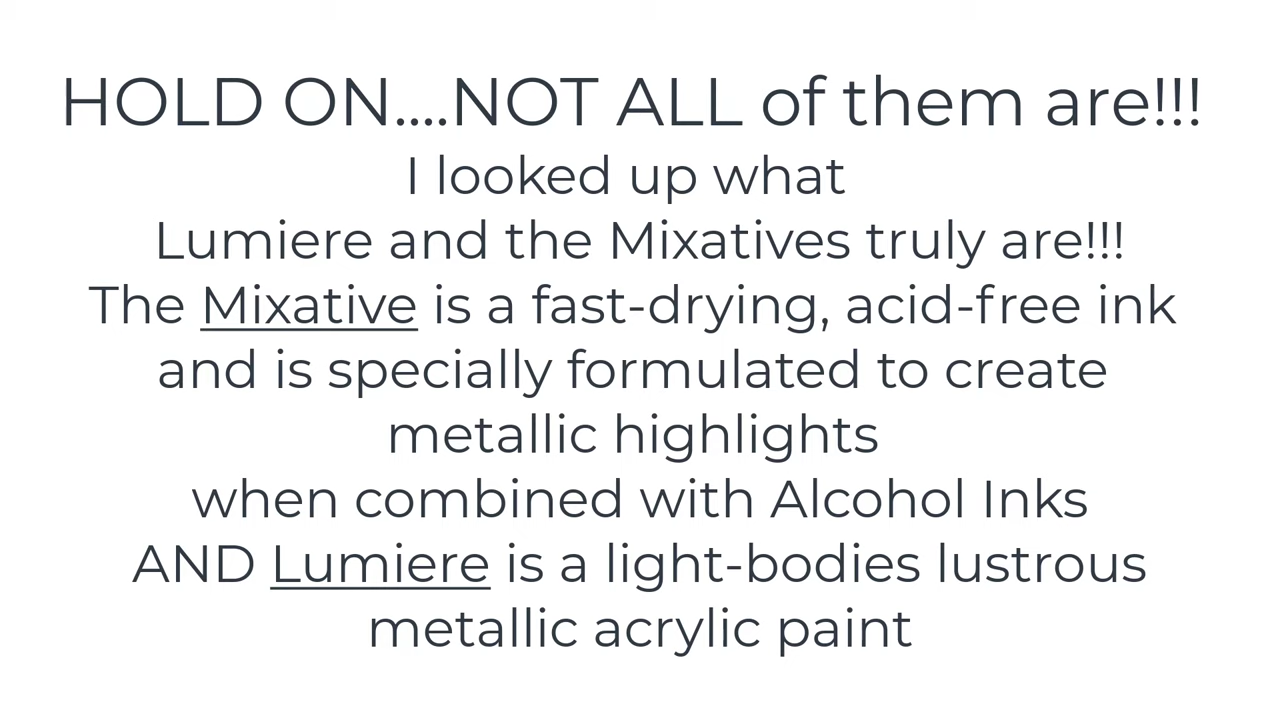 HOLD ON....NOT ALL of them are!!!
I looked up what
Lumiere and the Mixatives truly are!!!
The Mixative is a fast-drying, acid-free ink
and is specially formulated to create
metallic highlights
when combined with Alcohol Inks
AND Lumiere is a light-bodies lustrous
metallic acrylic paint